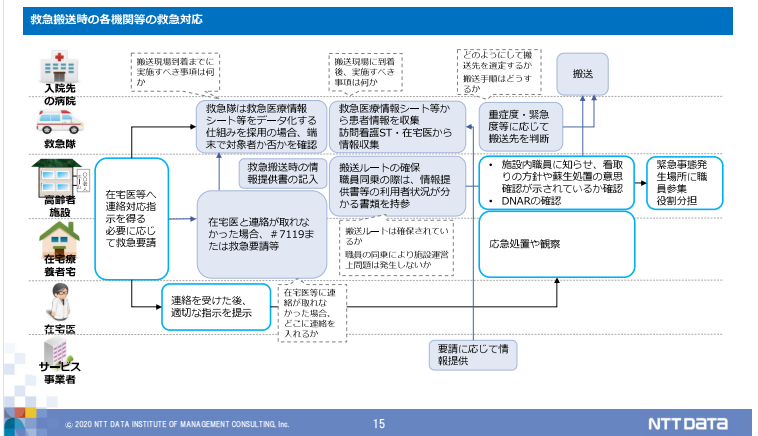 救急搬送時の各機関等の救急対応
搬送現場到着までに
実施すべき事項は何
か
搬送現場に到着
後、実施すべき
事項は何か
どのようにして搬
送先を選定するか
搬送手順はどうす
るか
搬送
入院先
の病院
救急隊は救急医療情報
シート等をデータ化する
仕組みを採用の場合、端
末で対象者か否かを確認
救急医療情報シート等か
ら患者情報を収集
訪問看護ST・在宅医から
情報収集
重症度・緊急
度等に応じて
搬送先を判断
救急隊
在宅医等へ
連絡対応指
示を得る
必要に応じ
て救急要請
救急搬送時の情
報提供書の記入
搬送ルートの確保
職員同乗の際は、情報提
供書等の利用者状況が分
かる書類を持参
• 施設内職員に知らせ、看取
りの方針や蘇生処置の意思
確認が示されているか確認
• DNARの確認
緊急事態発
生場所に職
員参集
役割分担
高齢者
施設
在宅医と連絡が取れな
かった場合、#7119ま
たは救急要請等
搬送ルートは確保されてい
るか
職員の同乗により施設運営
上問題は発生しないか
応急処置や観察
在宅療
養者宅
連絡を受けた後、
適切な指示を提示
在宅医等に連
絡が取れな
かった場合、
どこに連絡を
入れるか
在宅医
要請に応じて情
報提供
サービス
事業者
© 2020 NTT DATA INSTITUTE OF MANAGEMENT CONSULTING, Inc.
15
NTT DATA